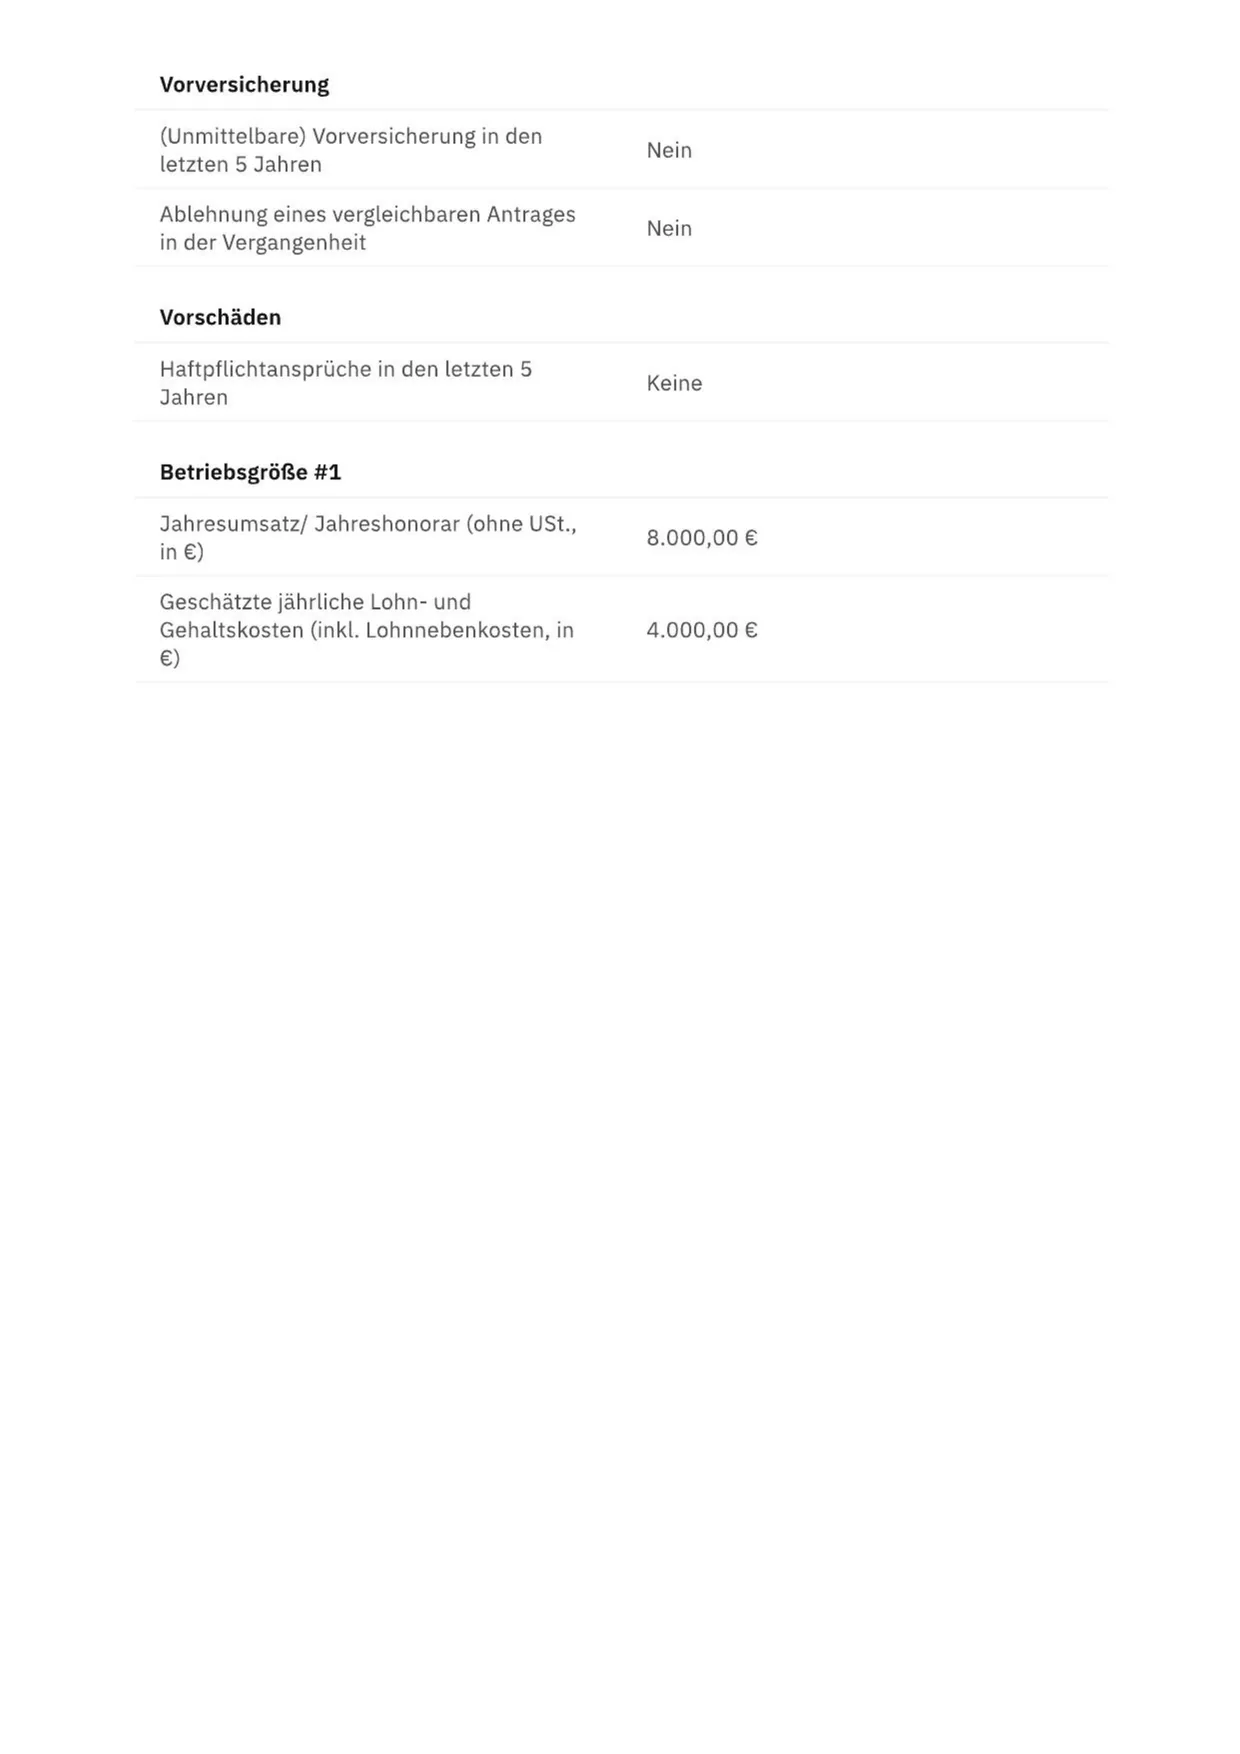 Vorversicherung
(Unmittelbare) Vorversicherung in den
letzten 5 Jahren
Nein
Ablehnung eines vergleichbaren Antrages
in der Vergangenheit
Nein
Vorschäden
Haftpflichtansprüche in den letzten 5
Jahren
Keine
Betriebsgröße #1
Jahresumsatz/ Jahreshonorar (ohne USt.,
in €)
8.000,00 €
Geschätzte jährliche Lohn- und
Gehaltskosten (inkl. Lohnnebenkosten, in
€)
4.000,00 €